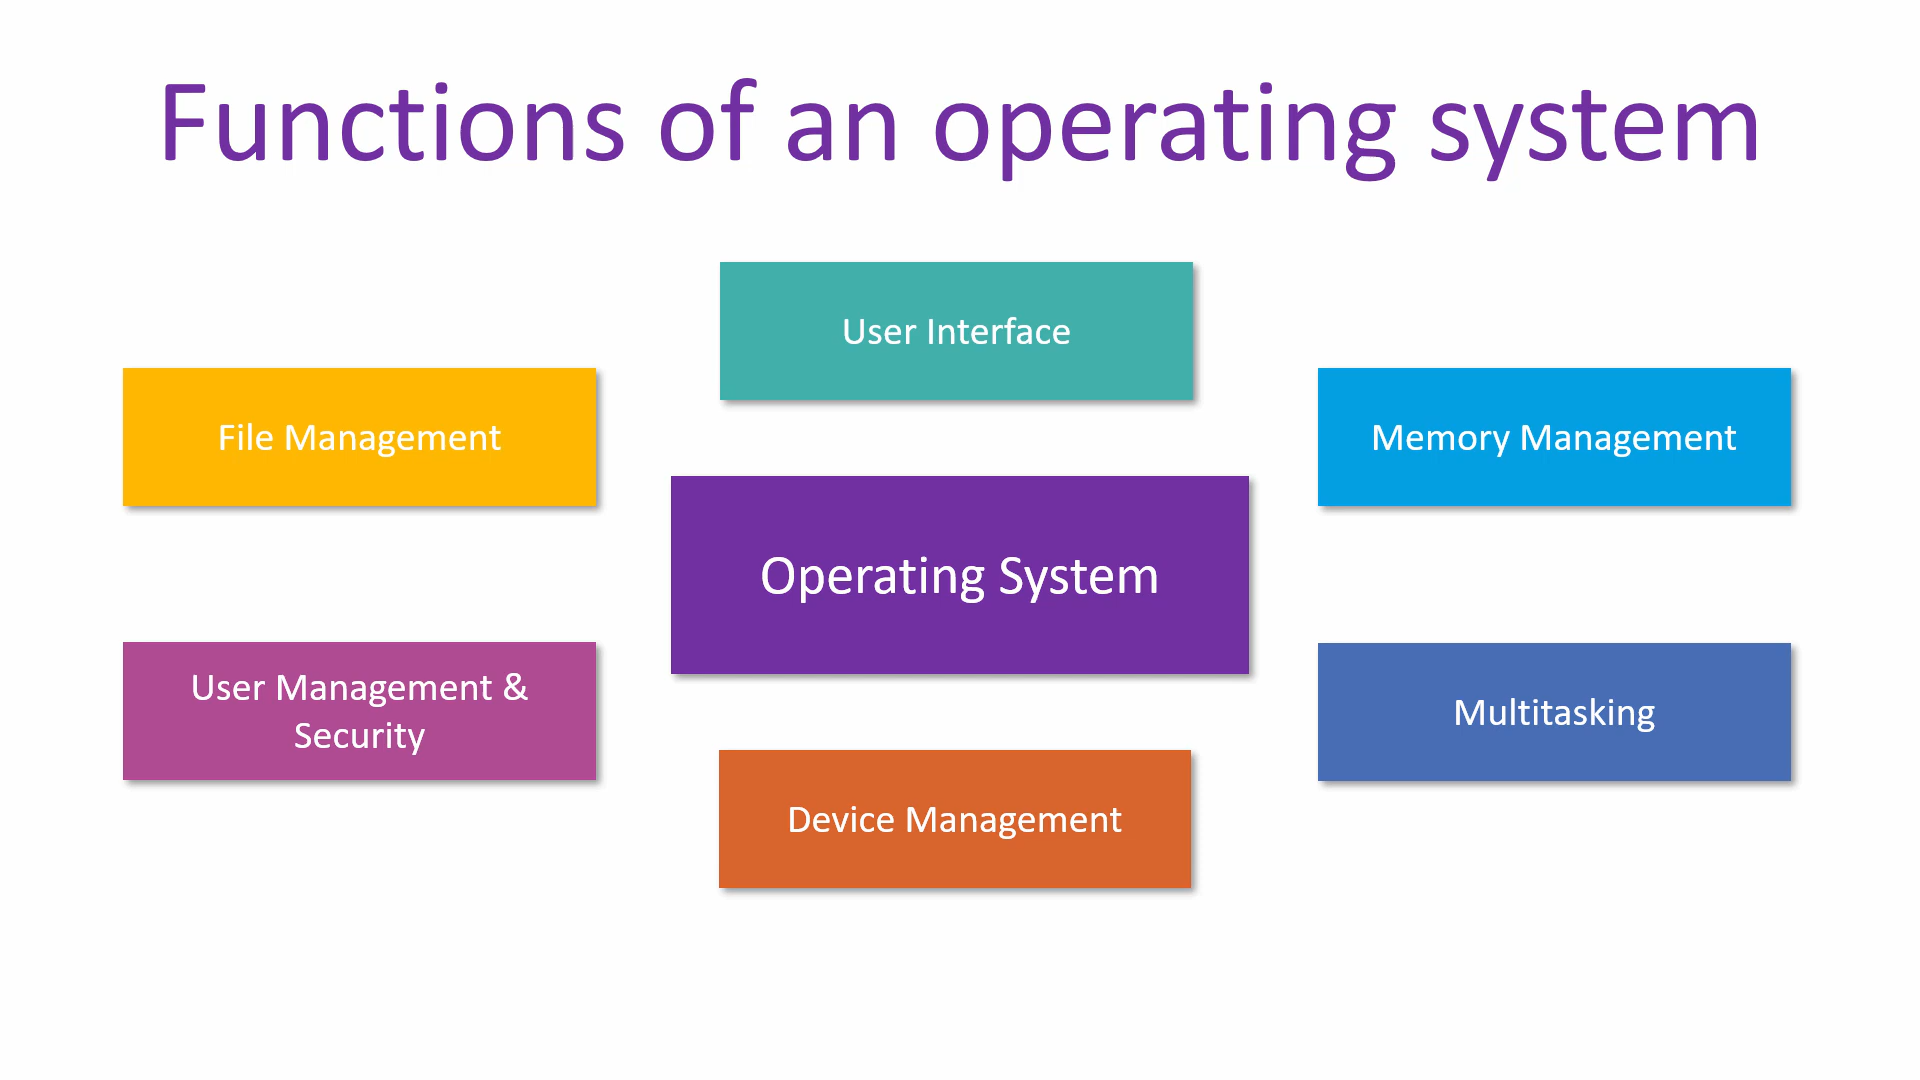 Functions of an operating system
User Interface
File Management
Memory Management
Operating System
User Management &
Security
Multitasking
Device Management